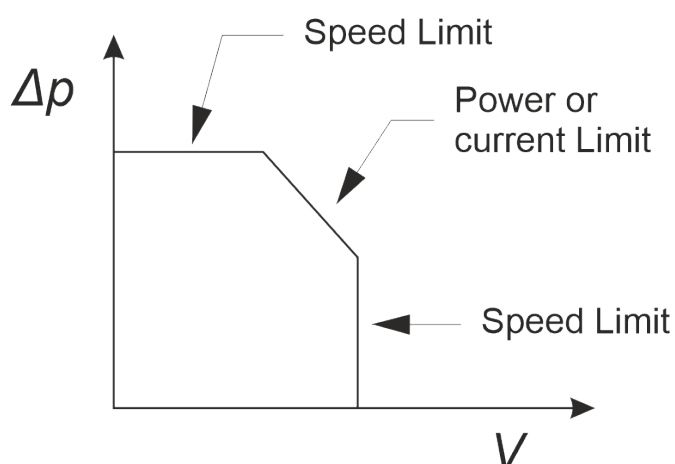 Speed Limit
Δp
Power or
current Limit
Speed Limit
V